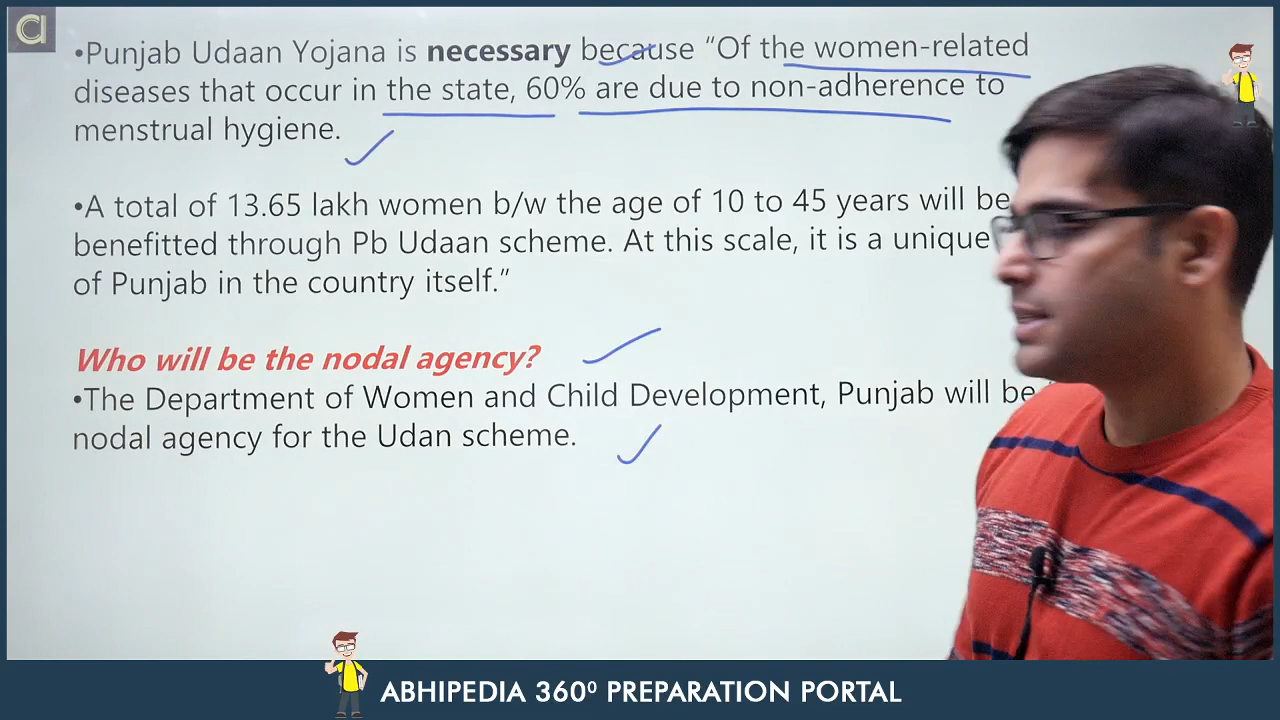 •Punjab Udaan Yojana is necessary because “Of the women-related
diseases that occur in the state, 60% are due to non-adherence to
menstrual hygiene.
•A total of 13.65 lakh women b/w the age of 10 to 45 years will be
benefitted through Pb Udaan scheme. At this scale, it is a unique
of Punjab in the country itself.”
Who will be the nodal agency?
•The Department of Women and Child Development, Punjab will be
nodal agency for the Udan scheme.
ABHIPEDIA 360⁰ PREPARATION PORTAL